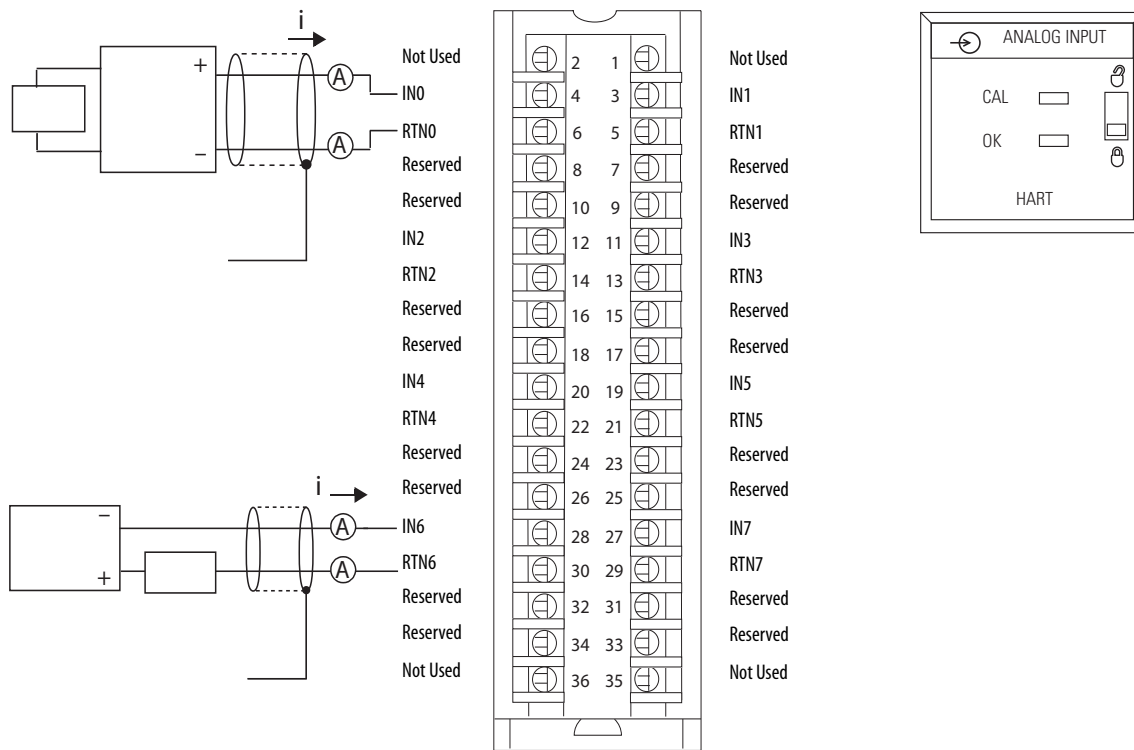 i
+
A
IN0
RTN0
A
−
Not Used
Reserved
Reserved
IN2
RTN2
Reserved
Reserved
IN4
RTN4
Reserved
Reserved
i
−
A
IN6
+
A
RTN6
Reserved
Reserved
Not Used
2 1
4 3
6 5
8 7
10 9
12 11
14 13
16 15
18 17
20 19
22 21
24 23
26 25
28 27
30 29
32 31
34 33
36 35
Not Used
IN1
RTN1
Reserved
Reserved
IN3
RTN3
Reserved
Reserved
IN5
RTN5
Reserved
Reserved
IN7
RTN7
Reserved
Reserved
Not Used
ANALOG INPUT
CAL
OK
HART